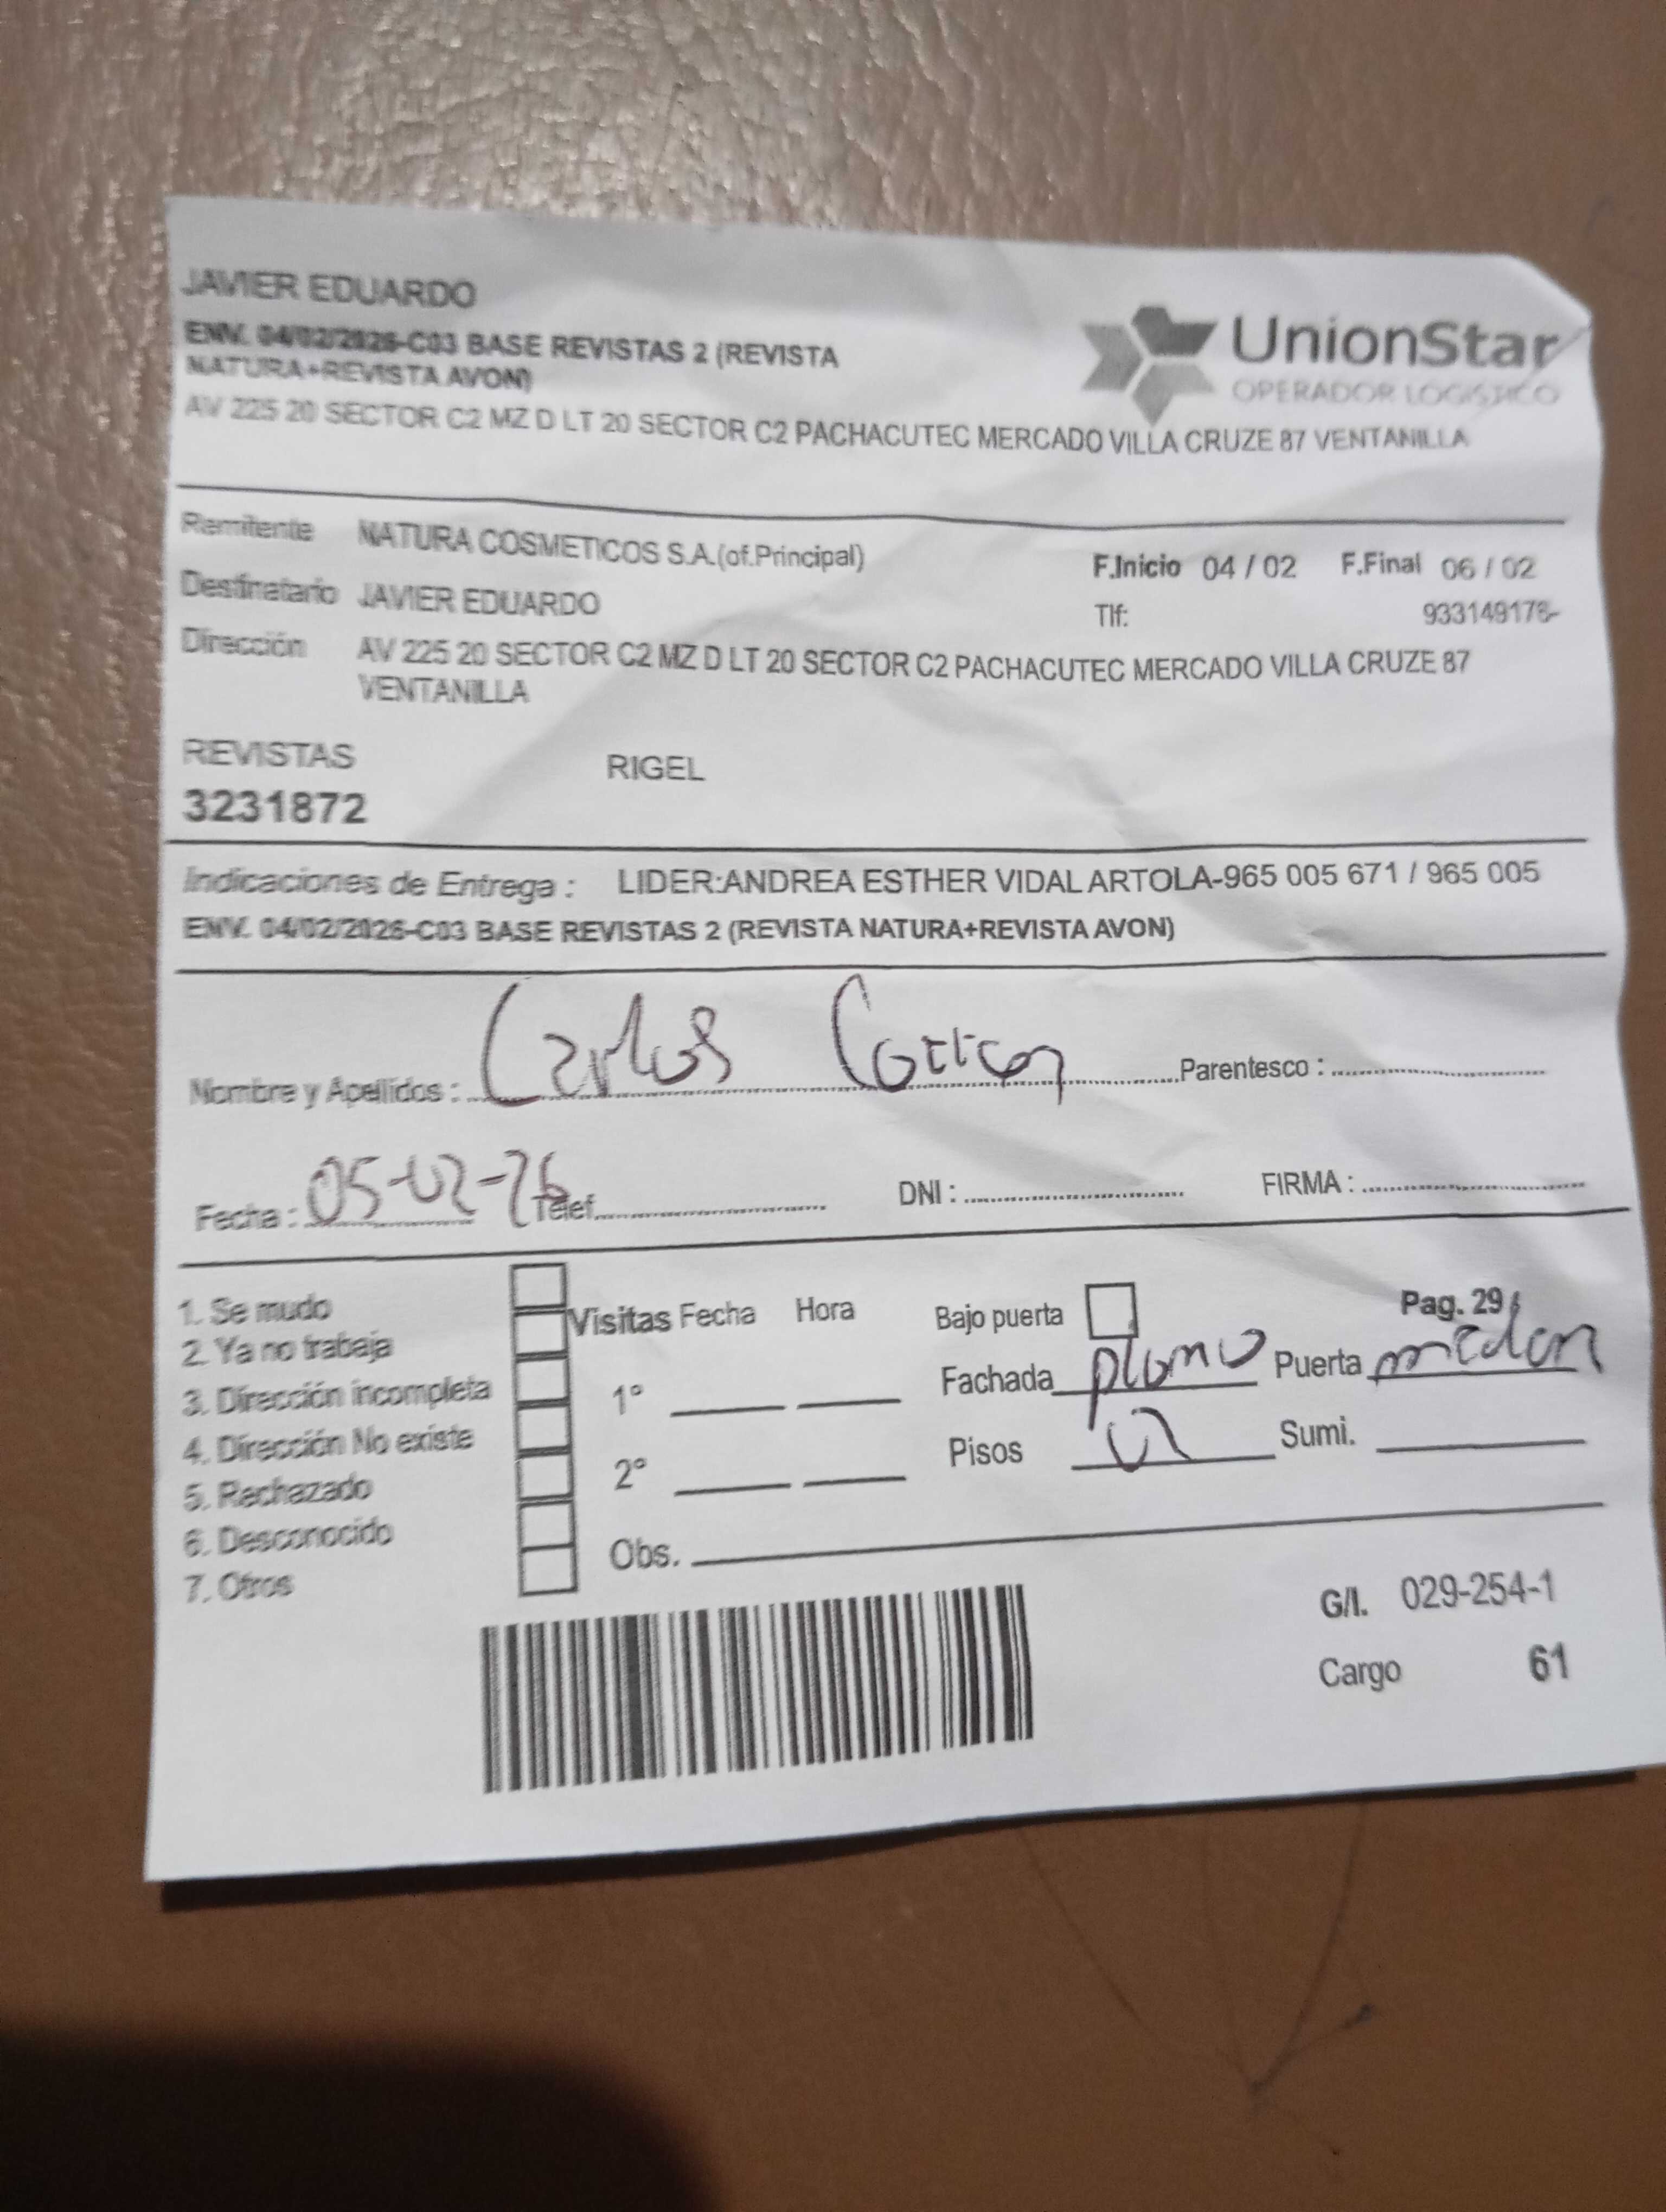 JAVIER EDUARDO
ENV. 04/02/2026-C03 BASE REVISTAS 2 (REVISTA
NATURA+REVISTA AVON)
AV 225 20 SECTOR C2 MZ D LT 20 SECTOR C2 PACHACUTEC MERCADO VILLA CRUZE 87 VENTANILLA
UnionStar
OPERADOR LOGISTICO
Remitente NATURA COSMETICOS S.A.(of.Principal)
F.Inicio 04 / 02 F.Final 06 / 02
Destinatario JAVIER EDUARDO
Tlf: 933149178-
Dirección AV 225 20 SECTOR C2 MZ D LT 20 SECTOR C2 PACHACUTEC MERCADO VILLA CRUZE 87
VENTANILLA
REVISTAS RIGEL
3231872
Indicaciones de Entrega : LIDER:ANDREA ESTHER VIDAL ARTOLA-965 005 671 / 965 005
ENV. 04/02/2026-C03 BASE REVISTAS 2 (REVISTA NATURA+REVISTA AVON)
Nombre y Apellidos : Carlos Parentesco :
Fecha : 05-02-26 Telef. DNI : FIRMA :
1. Se mudo
2. Ya no trabaja
3. Dirección incompleta
4. Dirección No existe
5. Rechazado
6. Desconocido
7. Otros
Visitas Fecha Hora
1°
2°
Obs.
Bajo puerta Pag. 29
Fachada plomo Puerta
Pisos Sumi.
G/I. 029-254-1
Cargo 61